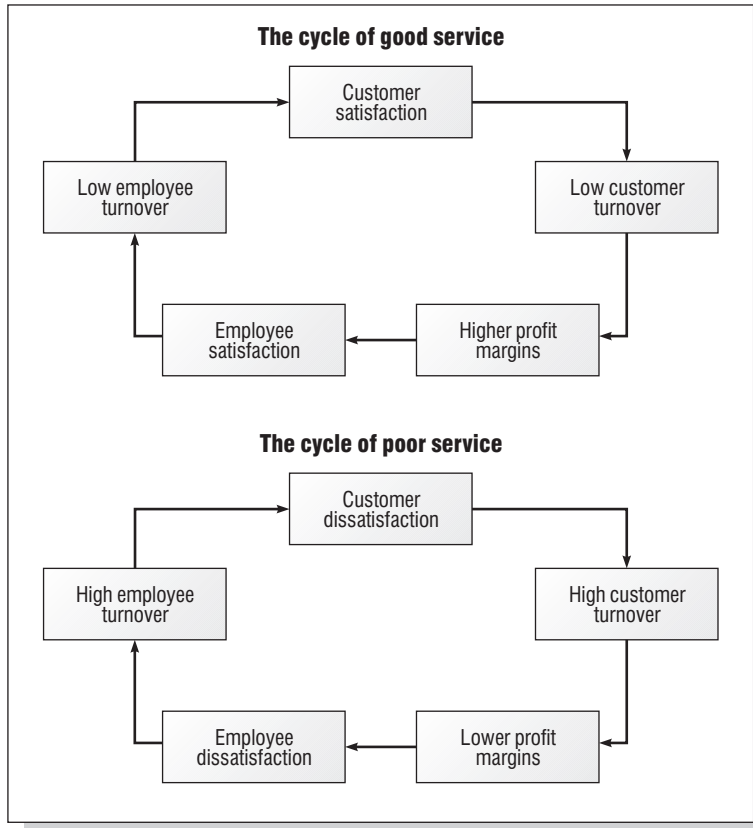 The cycle of good service
Customer
satisfaction
Low employee
turnover
Low customer
turnover
Employee
satisfaction
Higher profit
margins
The cycle of poor service
Customer
dissatisfaction
High employee
turnover
High customer
turnover
Employee
dissatisfaction
Lower profit
margins